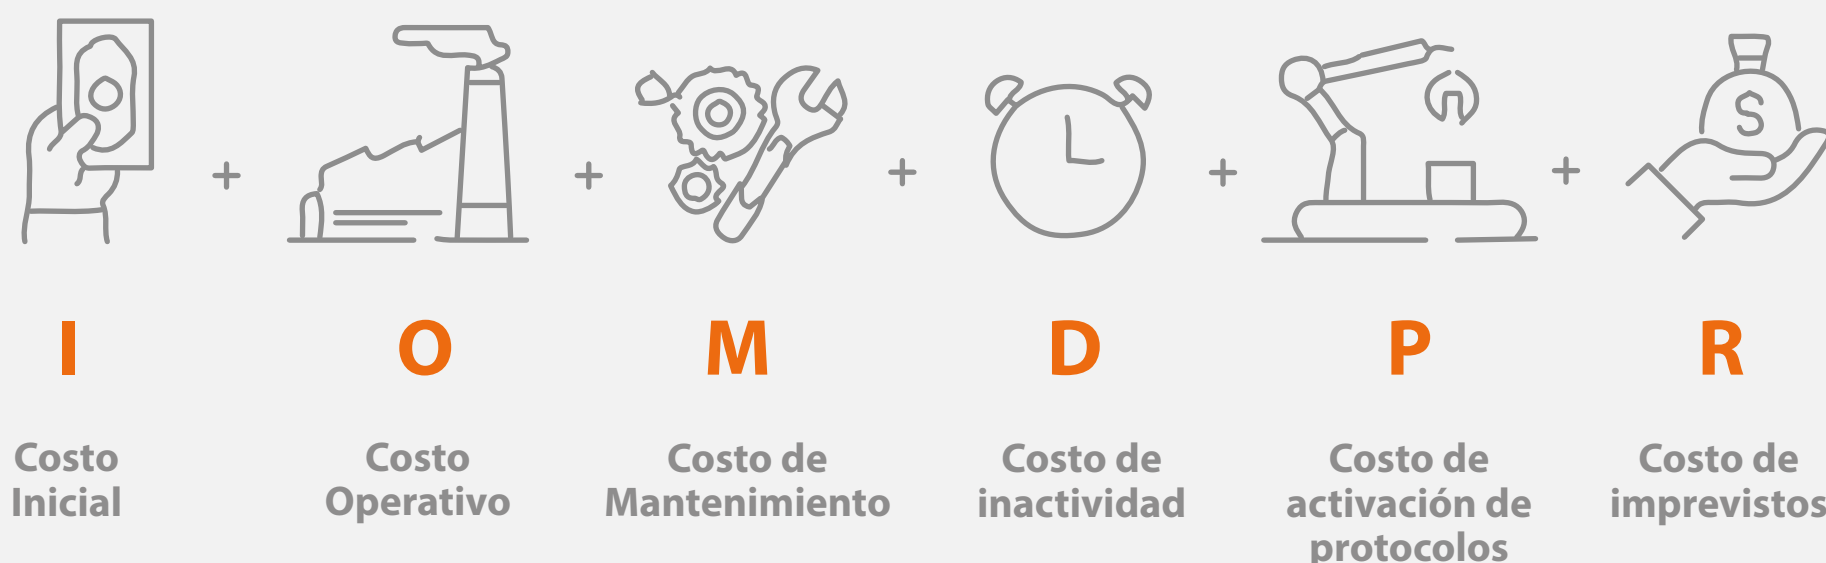 S
+ + + + +
I O M D P R
Costo Inicial
Costo Operativo
Costo de Mantenimiento
Costo de inactividad
Costo de activación de protocolos
Costo de imprevistos